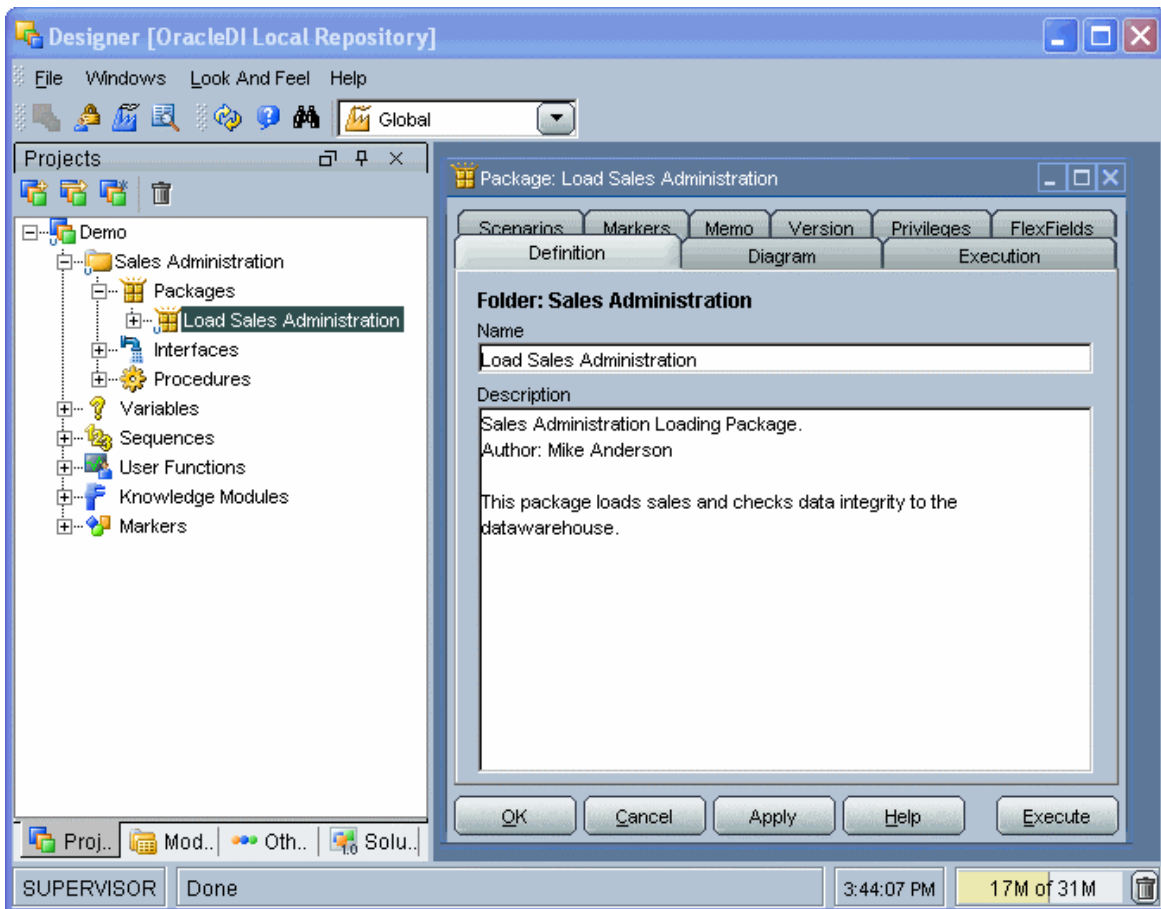 Designer [OracleDI Local Repository]
File Windows Look And Feel Help
Global
Projects
Demo
Sales Administration
Packages
Load Sales Administration
Interfaces
Procedures
Variables
Sequences
User Functions
Knowledge Modules
Markers
Proj.. Mod.. Oth.. 1.0 Solu..
Package: Load Sales Administration
Scenarios Markers Memo Version Privileges FlexFields
Definition Diagram Execution
Folder: Sales Administration
Name
Load Sales Administration
Description
Sales Administration Loading Package.
Author: Mike Anderson
This package loads sales and checks data integrity to the
datawarehouse.
OK Cancel Apply Help Execute
SUPERVISOR Done 3:44:07 PM 17M of 31M